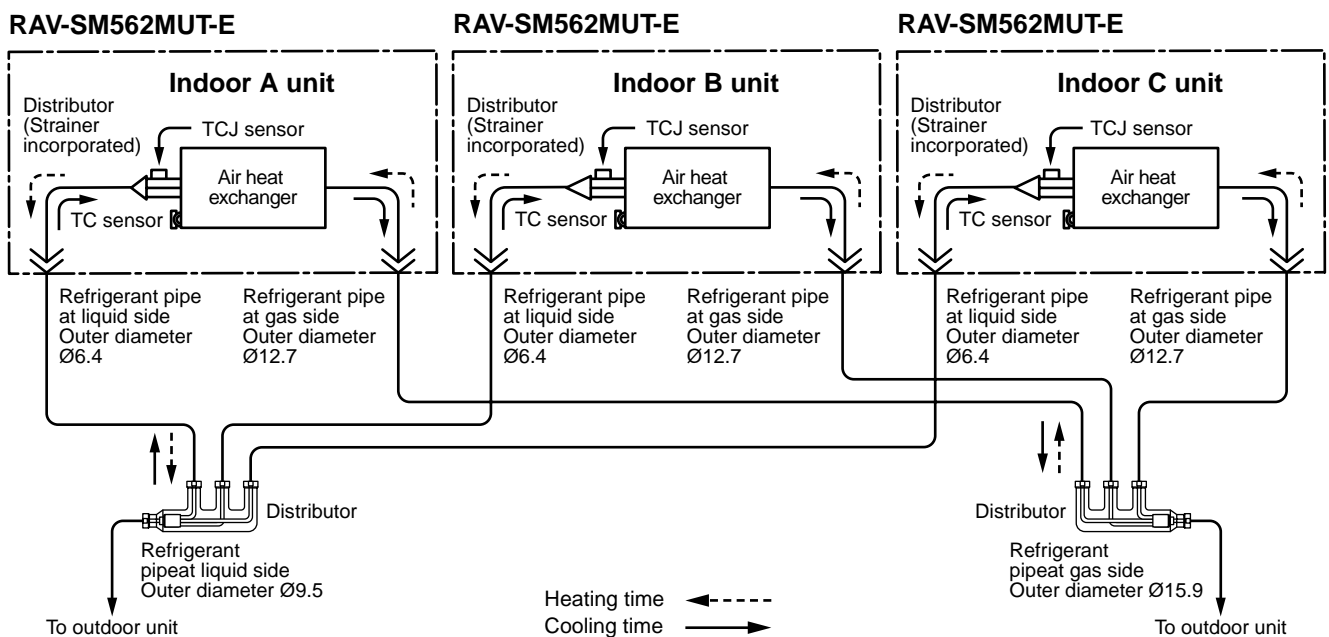 RAV-SM562MUT-E
Indoor A unit
Distributor
(Strainer
incorporated)
TCJ sensor
Air heat
exchanger
TC sensor
Refrigerant pipe
at liquid side
Outer diameter
Ø6.4
Refrigerant pipe
at gas side
Outer diameter
Ø12.7
RAV-SM562MUT-E
Indoor B unit
Distributor
(Strainer
incorporated)
TCJ sensor
Air heat
exchanger
TC sensor
Refrigerant pipe
at liquid side
Outer diameter
Ø6.4
Refrigerant pipe
at gas side
Outer diameter
Ø12.7
RAV-SM562MUT-E
Indoor C unit
Distributor
(Strainer
incorporated)
TCJ sensor
Air heat
exchanger
TC sensor
Refrigerant pipe
at liquid side
Outer diameter
Ø6.4
Refrigerant pipe
at gas side
Outer diameter
Ø12.7
Distributor
Refrigerant
pipeat liquid side
Outer diameter Ø9.5
To outdoor unit
Heating time
Cooling time
Distributor
Refrigerant
pipeat gas side
Outer diameter Ø15.9
To outdoor unit